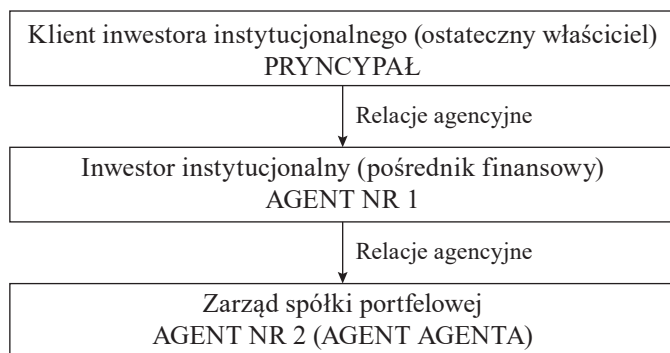 Klient inwestora instytucjonalnego (ostateczny właściciel)
PRYNCYPAŁ
Relacje agencyjne
Inwestor instytucjonalny (pośrednik finansowy)
AGENT NR 1
Relacje agencyjne
Zarząd spółki portfelowej
AGENT NR 2 (AGENT AGENTA)